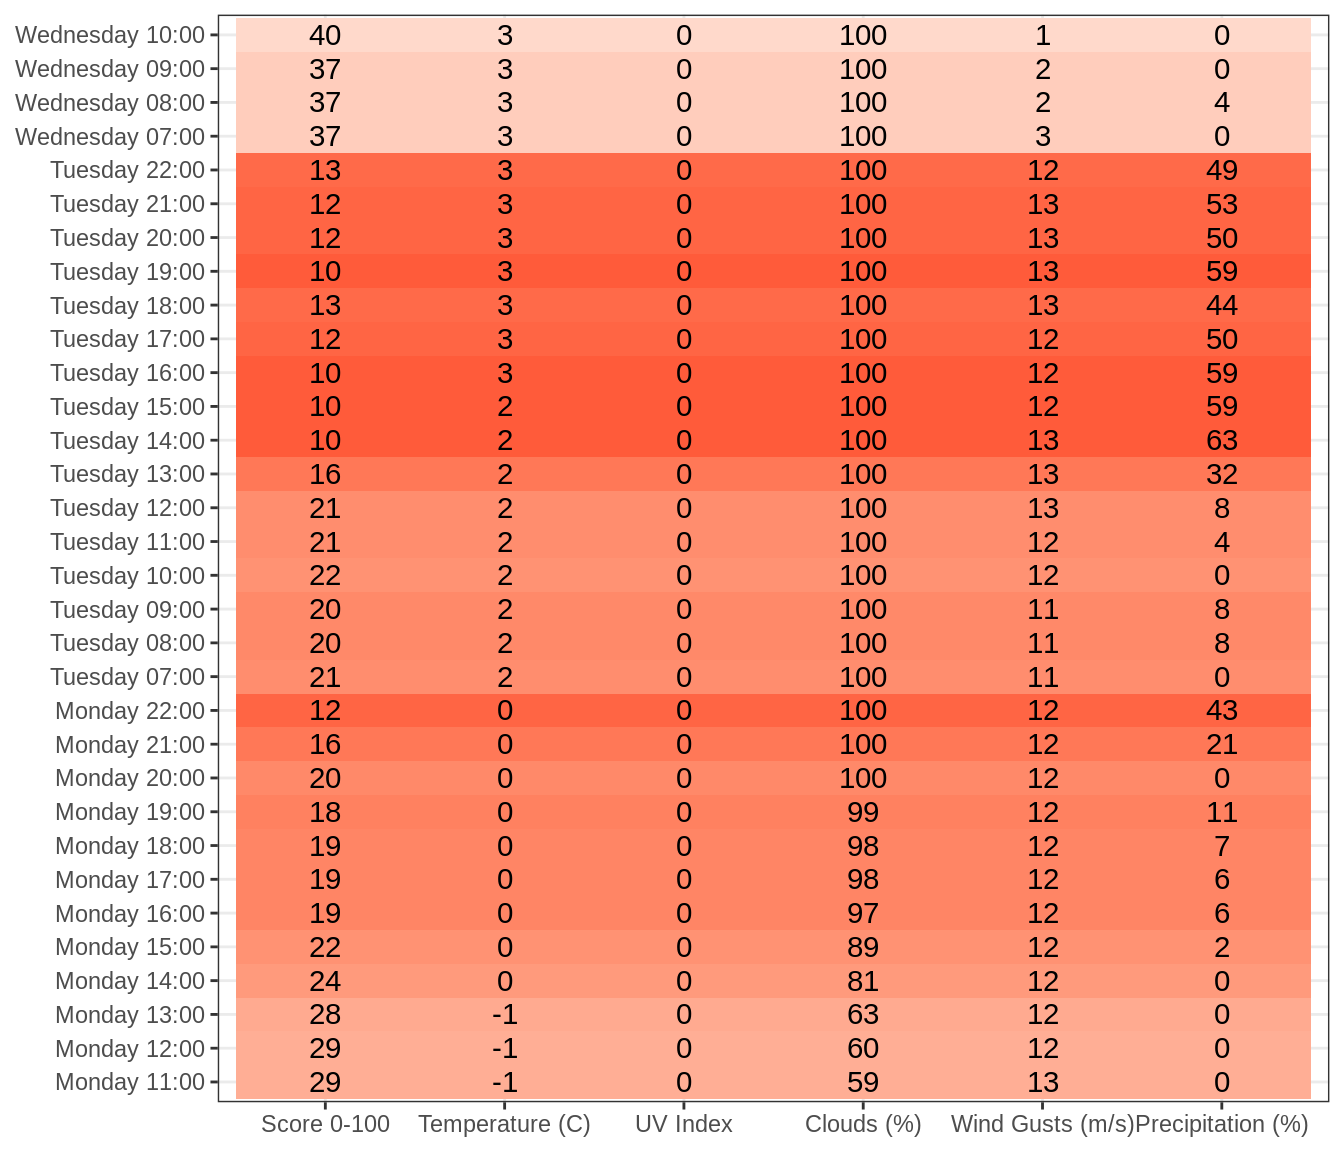 Wednesday 10:00 40 3 0 100 1 0
Wednesday 09:00 37 3 0 100 2 0
Wednesday 08:00 37 3 0 100 2 4
Wednesday 07:00 37 3 0 100 3 0
Tuesday 22:00 13 3 0 100 12 49
Tuesday 21:00 12 3 0 100 13 53
Tuesday 20:00 12 3 0 100 13 50
Tuesday 19:00 10 3 0 100 13 59
Tuesday 18:00 13 3 0 100 13 44
Tuesday 17:00 12 3 0 100 12 50
Tuesday 16:00 10 3 0 100 12 59
Tuesday 15:00 10 2 0 100 12 59
Tuesday 14:00 10 2 0 100 13 63
Tuesday 13:00 16 2 0 100 13 32
Tuesday 12:00 21 2 0 100 13 8
Tuesday 11:00 21 2 0 100 12 4
Tuesday 10:00 22 2 0 100 12 0
Tuesday 09:00 20 2 0 100 11 8
Tuesday 08:00 20 2 0 100 11 8
Tuesday 07:00 21 2 0 100 11 0
Monday 22:00 12 0 0 100 12 43
Monday 21:00 16 0 0 100 12 21
Monday 20:00 20 0 0 100 12 0
Monday 19:00 18 0 0 99 12 11
Monday 18:00 19 0 0 98 12 7
Monday 17:00 19 0 0 98 12 6
Monday 16:00 19 0 0 97 12 6
Monday 15:00 22 0 0 89 12 2
Monday 14:00 24 0 0 81 12 0
Monday 13:00 28 -1 0 63 12 0
Monday 12:00 29 -1 0 60 12 0
Monday 11:00 29 -1 0 59 13 0
Score 0-100 Temperature (C) UV Index Clouds (%) Wind Gusts (m/s) Precipitation (%)